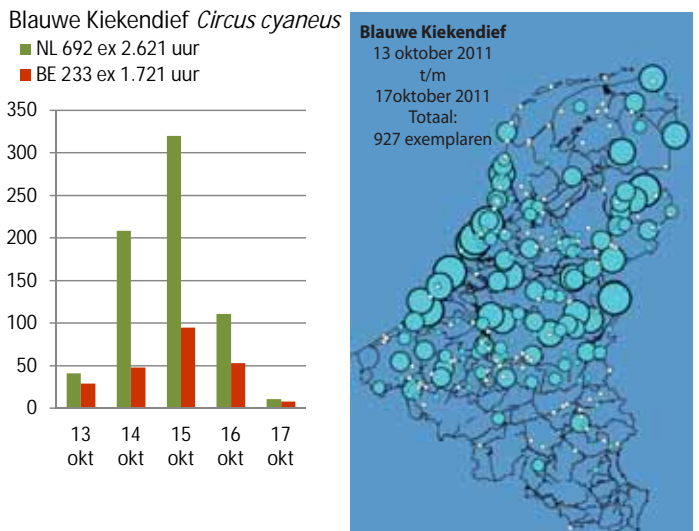 Blauwe Kiekendief Circus cyaneus
NL 692 ex 2.621 uur
BE 233 ex 1.721 uur
350
300
250
200
150
100
50
0
13 14 15 16 17
okt okt okt okt okt
Blauwe Kiekendief
13 oktober 2011
t/m
17oktober 2011
Totaal:
927 exemplaren